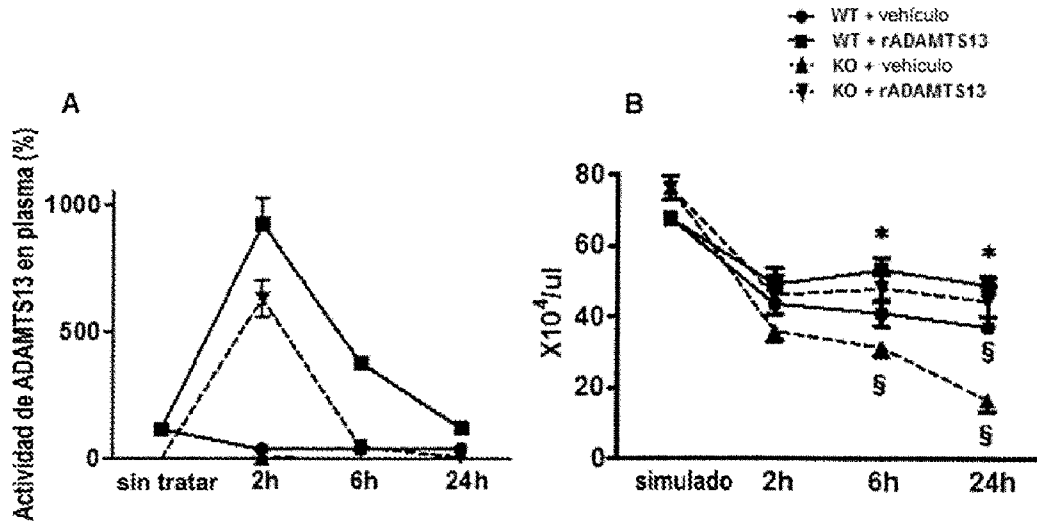 WT + vehículo
WT + rADAMTS13
KO + vehículo
KO + rADAMTS13
A
Actividad de ADAMTS13 en plasma (%)
1000
500
0
sin tratar 2h 6h 24h
B
X10⁴/ul
80
60
40
20
0
* *
§ § §
simulado 2h 6h 24h